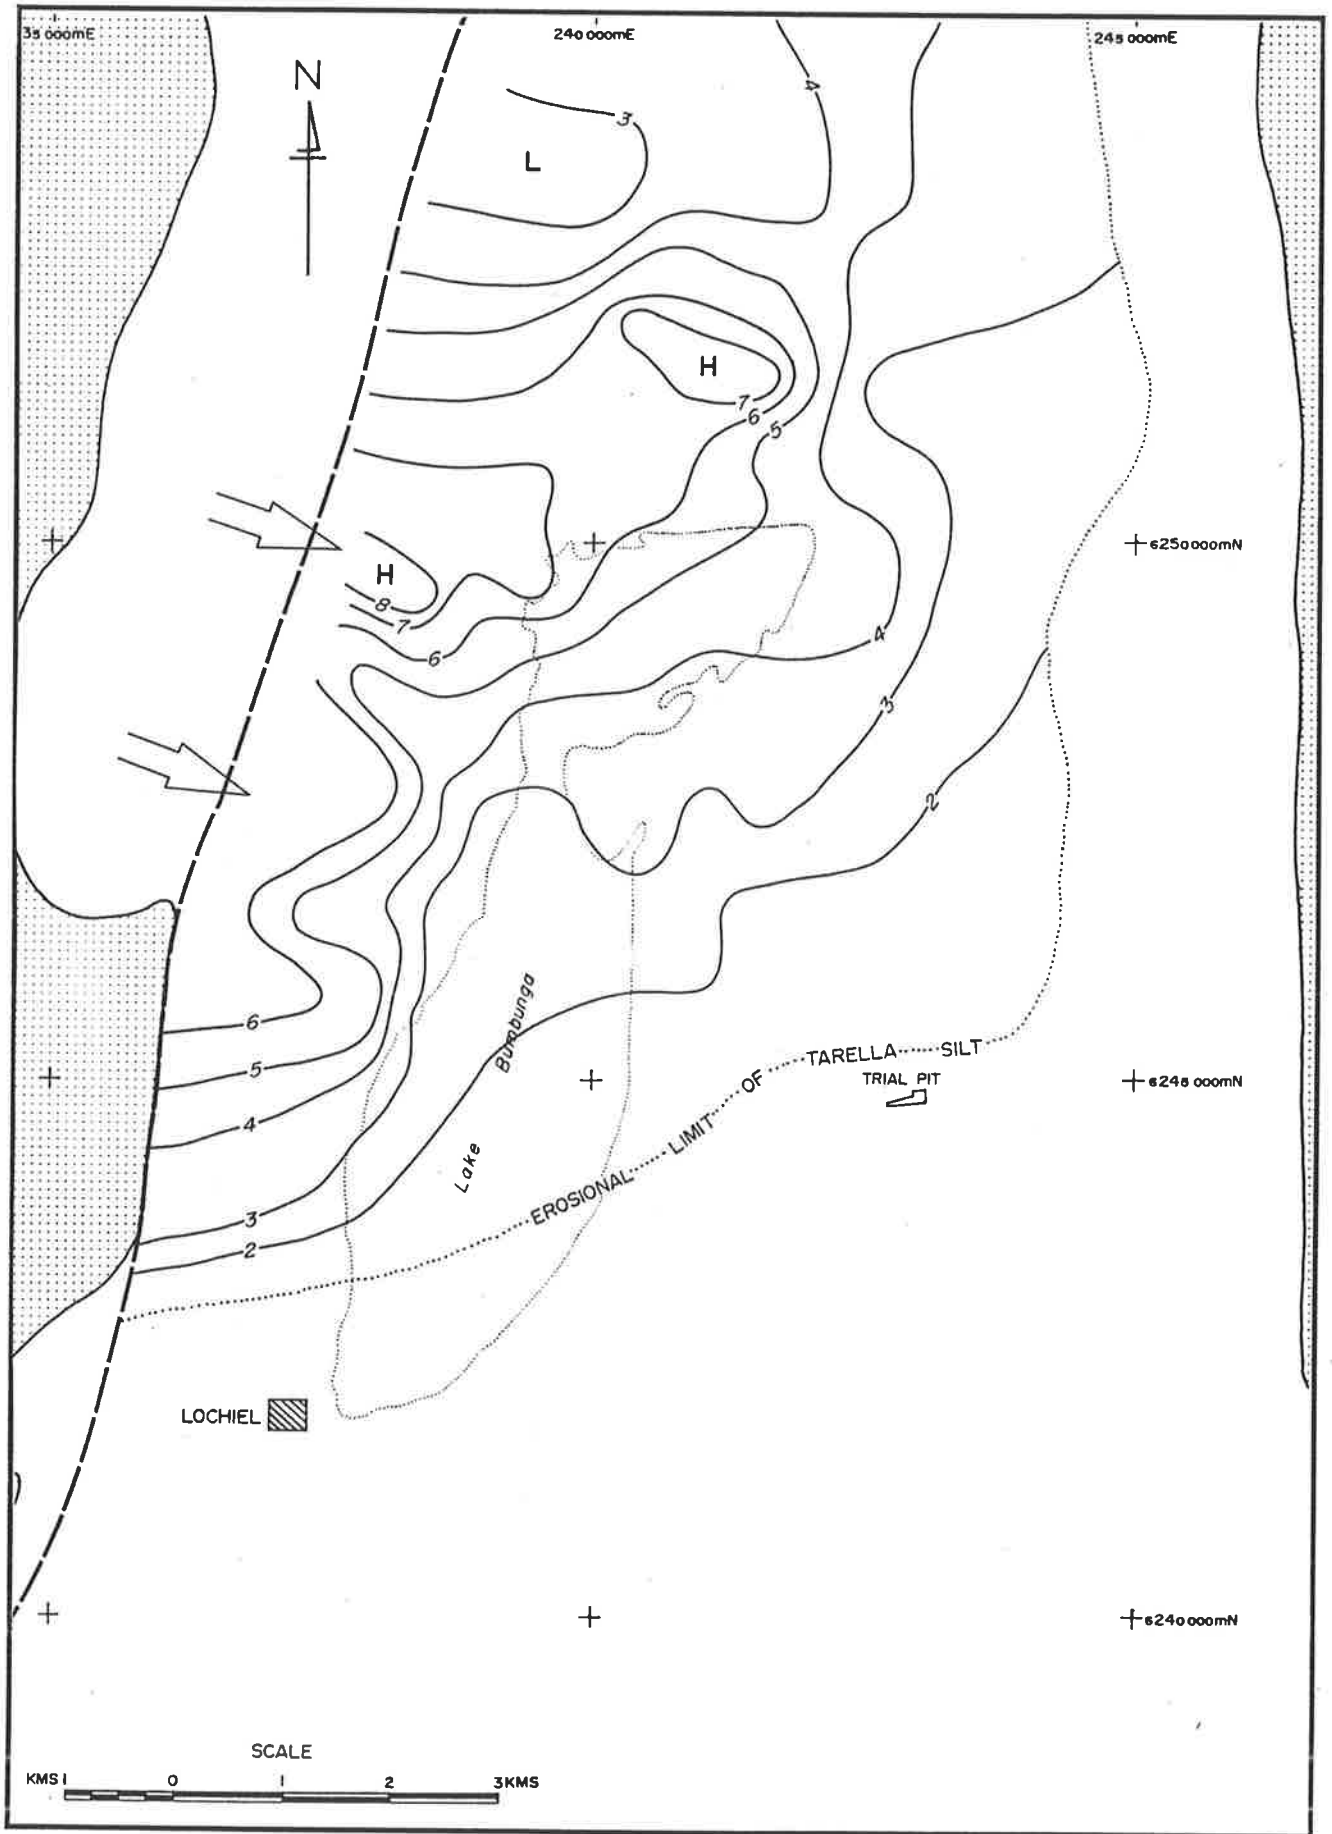 35 000mE
240 000mE
245 000mE
N
4
3
L
H
7
6
5
6250000mN
H
8
7
6
4
3
2
Lake Bumbunga
6
5
4
3
2
EROSIONAL LIMIT OF TARELLA SILT
TRIAL PIT
6245 000mN
LOCHIEL
6240 000mN
SCALE
KMS 1 0 1 2 3KMS